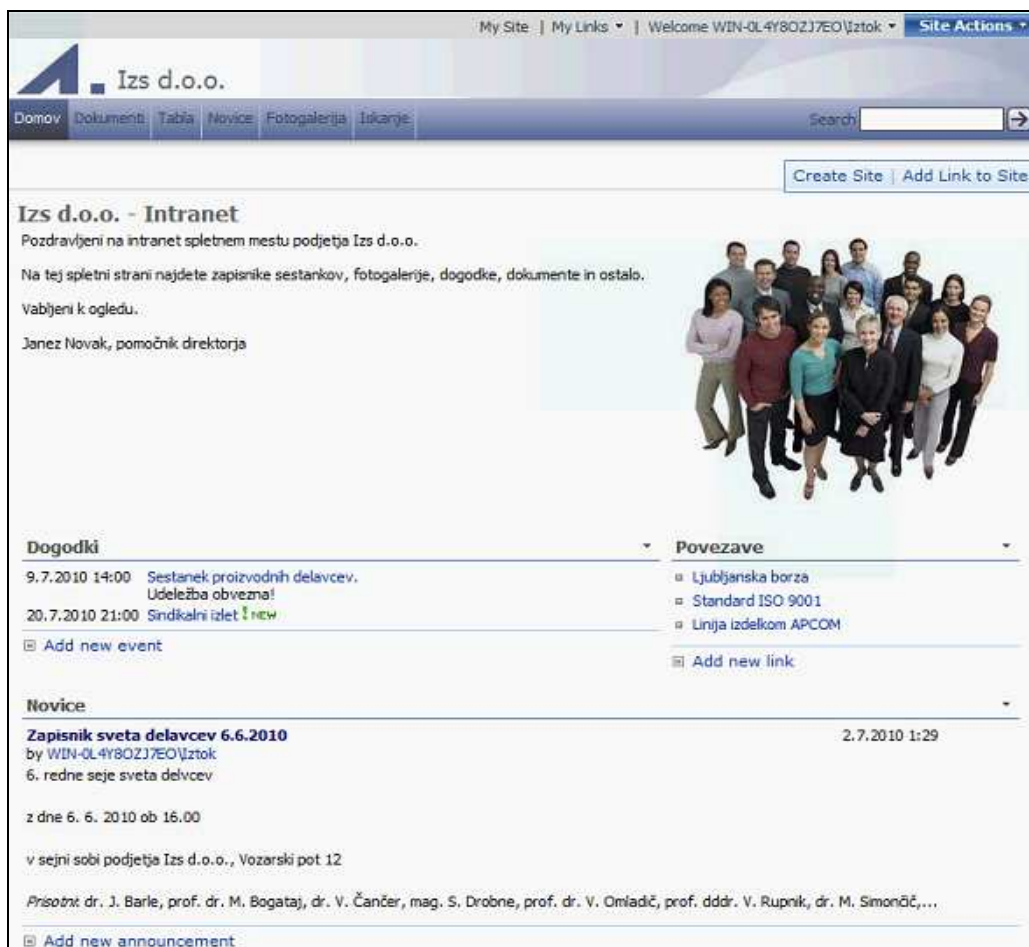 My Site | My Links | Welcome WIN-0L4Y8OZJ7EO\Iztok Site Actions
Izs d.o.o.
Domov Dokumenti Tabla Novice Fotogalerija Iskanje Search
Create Site | Add Link to Site
Izs d.o.o. - Intranet
Pozdravljeni na intranet spletnem mestu podjetja Izs d.o.o.
Na tej spletni strani najdete zapisnike sestankov, fotogalerije, dogodke, dokumente in ostalo.
Vabljeni k ogledu.
Janez Novak, pomočnik direktorja
Dogodki
9.7.2010 14:00 Sestanek proizvodnih delavcev.
Udeležba obvezna!
20.7.2010 21:00 Sindikalni izlet ! NEW
Add new event
Povezave
Ljubljanska borza
Standard ISO 9001
Linija izdelkom APCOM
Add new link
Novice
Zapisnik sveta delavcev 6.6.2010 2.7.2010 1:29
by WIN-0L4Y8OZJ7EO\Iztok
6. redne seje sveta delvcev
z dne 6. 6. 2010 ob 16.00
v sejni sobi podjetja Izs d.o.o., Vozarski pot 12
Prisotni: dr. J. Barle, prof. dr. M. Bogataj, dr. V. Čančer, mag. S. Drobne, prof. dr. V. Omladič, prof. dddr. V. Rupnik, dr. M. Simončič,...
Add new announcement